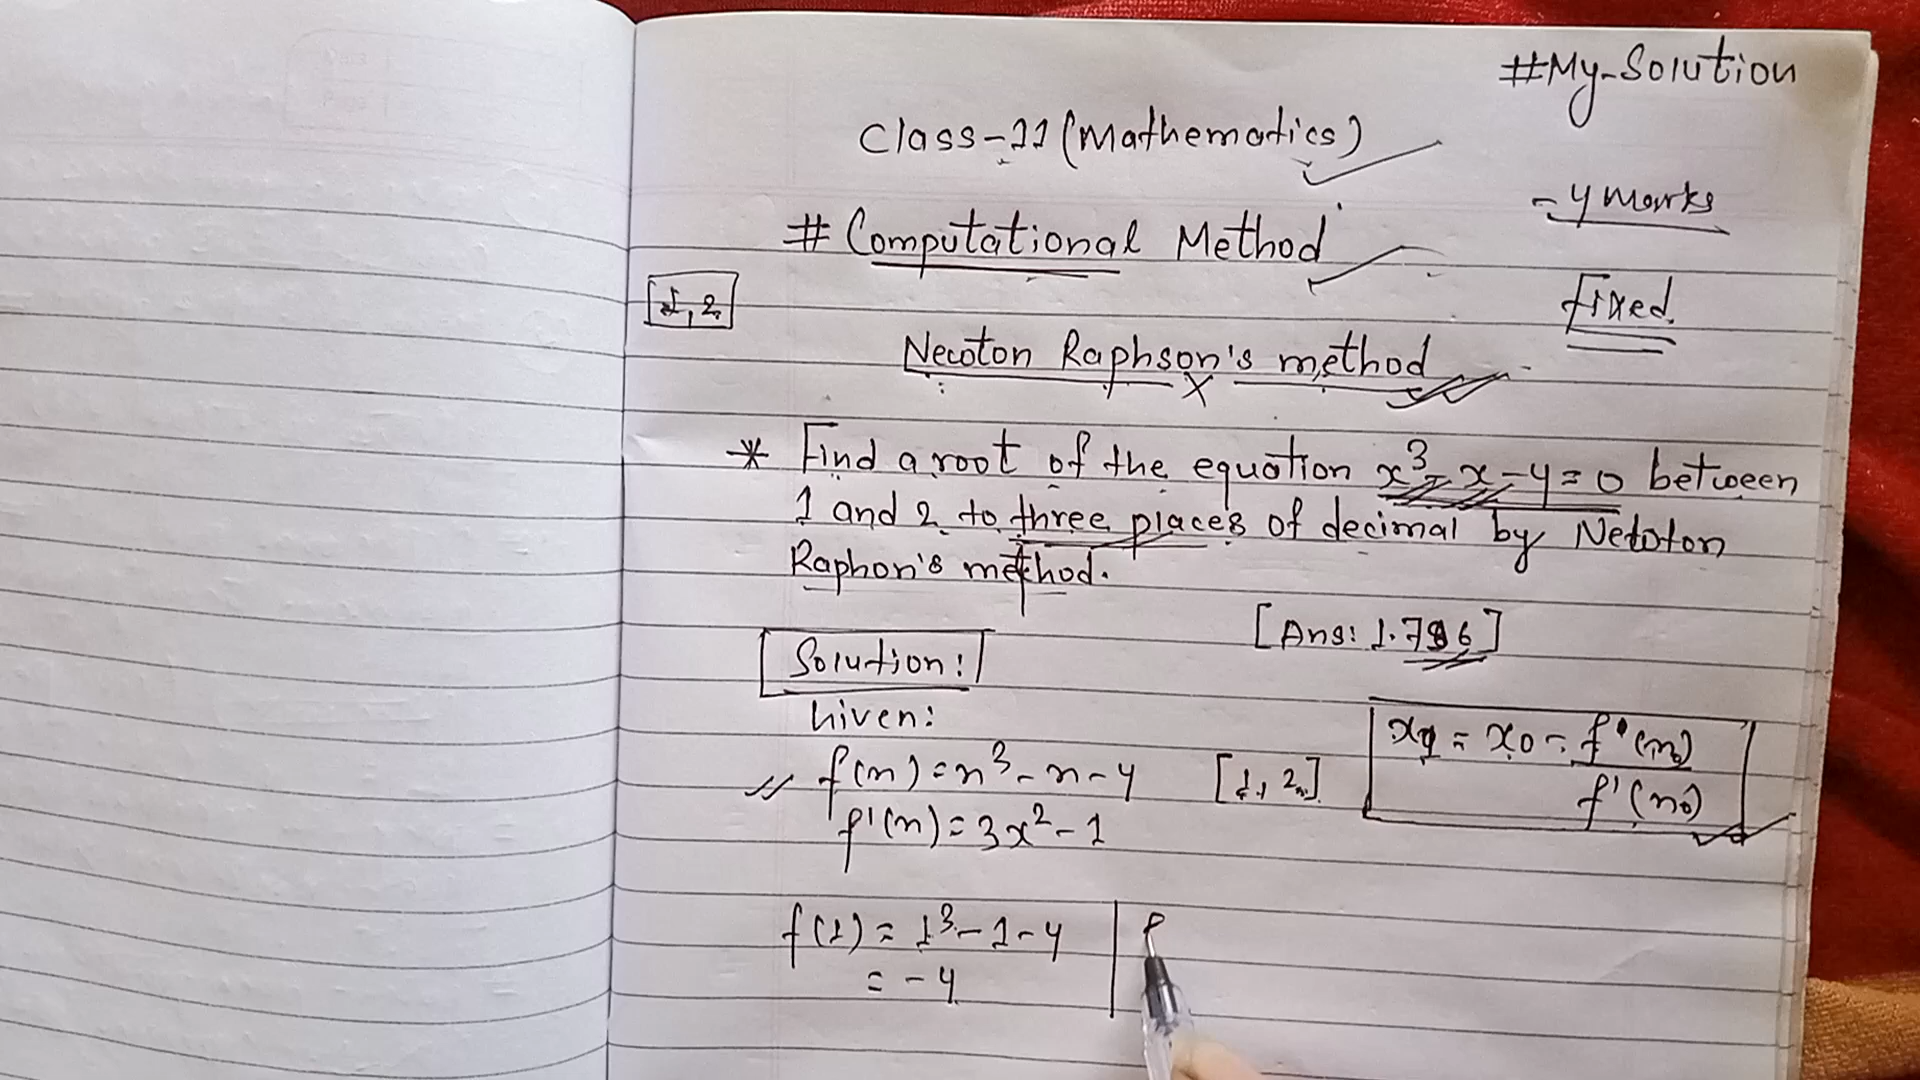 #My-Solution
Class-11 (Mathematics)
- 4 marks
# Computational Method
fixed.
[1, 2]
Newton Raphson's method
* Find a root of the equation x³-x-4=0 between
1 and 2 to three places of decimal by Newton
Raphon's method.
[Ans: 1.796]
Solution:
Given:
f(x) = x³ - x - 4 [1, 2]
f'(x) = 3x² - 1
x1 = x0 - f(x0) / f'(x0)
f(1) = 1³ - 1 - 4
= -4